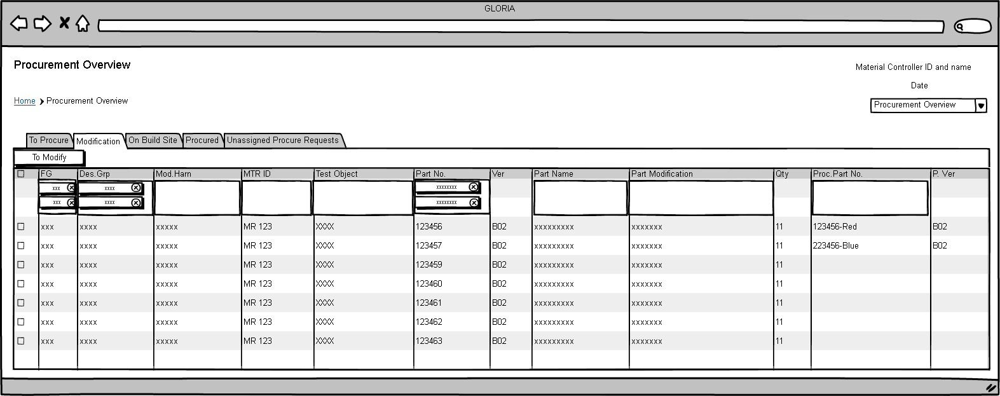 GLORIA
Procurement Overview
Material Controller ID and name
Date
Home Procurement Overview
Procurement Overview
To Procure Modification On Build Site Procured Unassigned Procure Requests
To Modify
FG Des.Grp Mod.Harn MTR ID Test Object Part No. Ver Part Name Part Modification Qty Proc.Part No. P. Ver
xxx xxxx xxxxxxxx
xxx xxxx xxxxxxxx
xxx xxxx xxxxx MR 123 XXXX 123456 B02 xxxxxxxxx xxxxxxx 11 123456-Red B02
xxx xxxx xxxxx MR 123 XXXX 123457 B02 xxxxxxxxx xxxxxxx 11 223456-Blue B02
xxx xxxx xxxxx MR 123 XXXX 123459 B02 xxxxxxxxx xxxxxxx 11
xxx xxxx xxxxx MR 123 XXXX 123460 B02 xxxxxxxxx xxxxxxx 11
xxx xxxx xxxxx MR 123 XXXX 123461 B02 xxxxxxxxx xxxxxxx 11
xxx xxxx xxxxx MR 123 XXXX 123462 B02 xxxxxxxxx xxxxxxx 11
xxx xxxx xxxxx MR 123 XXXX 123463 B02 xxxxxxxxx xxxxxxx 11